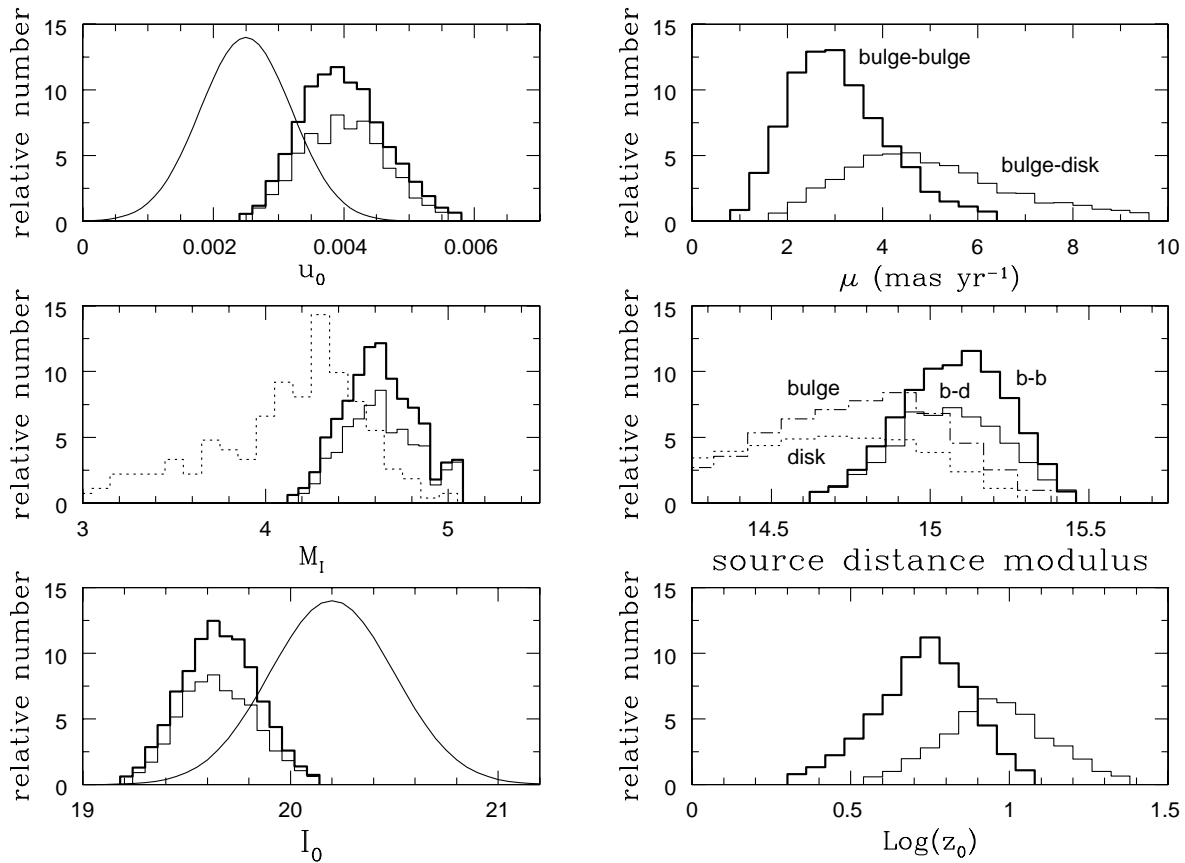 relative number
15
10
5
0
0 0.002 0.004 0.006
u₀
relative number
15
10
5
0
bulge-bulge
bulge-disk
0 2 4 6 8 10
μ (mas yr⁻¹)
relative number
15
10
5
0
3 4 5
M_I
relative number
15
10
5
0
bulge
disk
b-d
b-b
14.5 15 15.5
source distance modulus
relative number
15
10
5
0
19 20 21
I₀
relative number
15
10
5
0
0 0.5 1 1.5
Log(z₀)